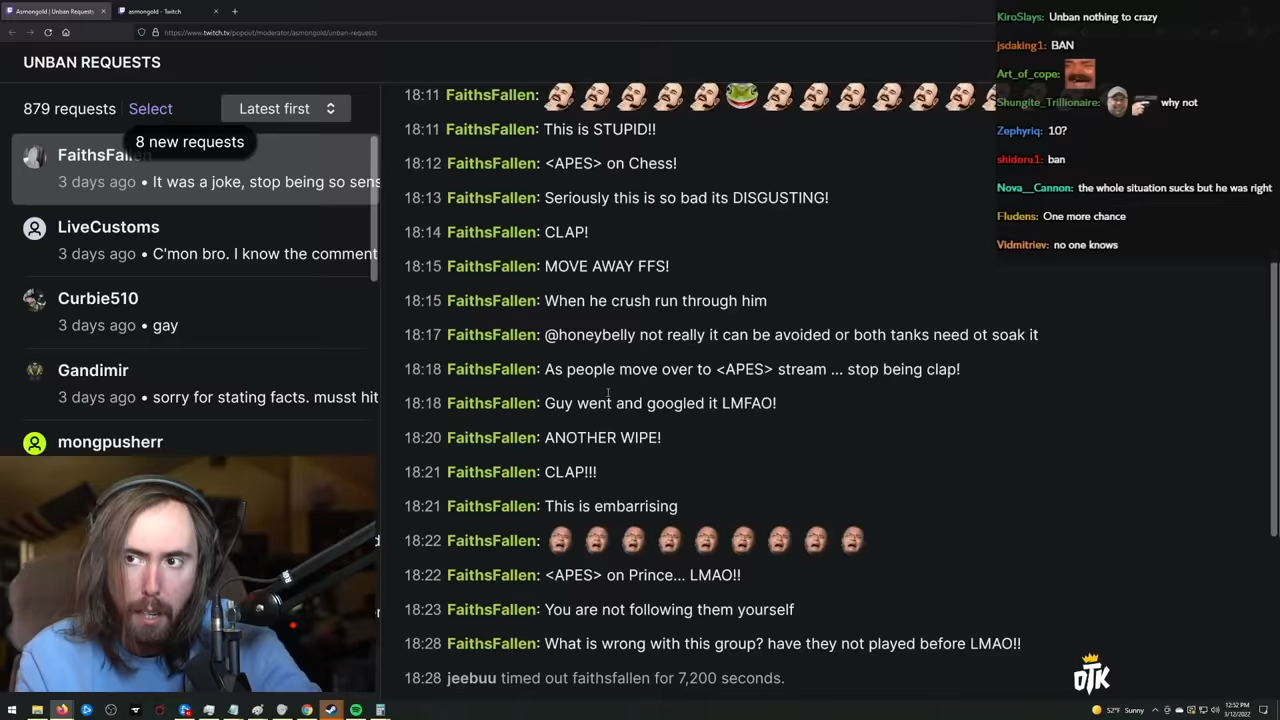 Asmongold | Unban Requests
asmongold - Twitch
https://www.twitch.tv/popout/moderator/asmongold/unban-requests
UNBAN REQUESTS
879 requests Select Latest first
8 new requests
FaithsFallen
3 days ago • It was a joke, stop being so sens
LiveCustoms
3 days ago • C'mon bro. I know the comment
Curbie510
3 days ago • gay
Gandimir
3 days ago • sorry for stating facts. musst hit
mongpusherr
18:11 FaithsFallen:
18:11 FaithsFallen: This is STUPID!!
18:12 FaithsFallen: <APES> on Chess!
18:13 FaithsFallen: Seriously this is so bad its DISGUSTING!
18:14 FaithsFallen: CLAP!
18:15 FaithsFallen: MOVE AWAY FFS!
18:15 FaithsFallen: When he crush run through him
18:17 FaithsFallen: @honeybelly not really it can be avoided or both tanks need ot soak it
18:18 FaithsFallen: As people move over to <APES> stream ... stop being clap!
18:18 FaithsFallen: Guy went and googled it LMFAO!
18:20 FaithsFallen: ANOTHER WIPE!
18:21 FaithsFallen: CLAP!!!
18:21 FaithsFallen: This is embarrising
18:22 FaithsFallen:
18:22 FaithsFallen: <APES> on Prince... LMAO!!
18:23 FaithsFallen: You are not following them yourself
18:28 FaithsFallen: What is wrong with this group? have they not played before LMAO!!
18:28 jeebuu timed out faithsfallen for 7,200 seconds.
KiroSlays: Unban nothing to crazy
jsdaking1: BAN
Art_of_cope:
Shungite_Trillionaire: why not
Zephyriq: 10?
shidoru1: ban
Nova__Cannon: the whole situation sucks but he was right
Fludens: One more chance
Vidmitriev: no one knows
OTK
52°F Sunny
12:52 PM
3/12/2022